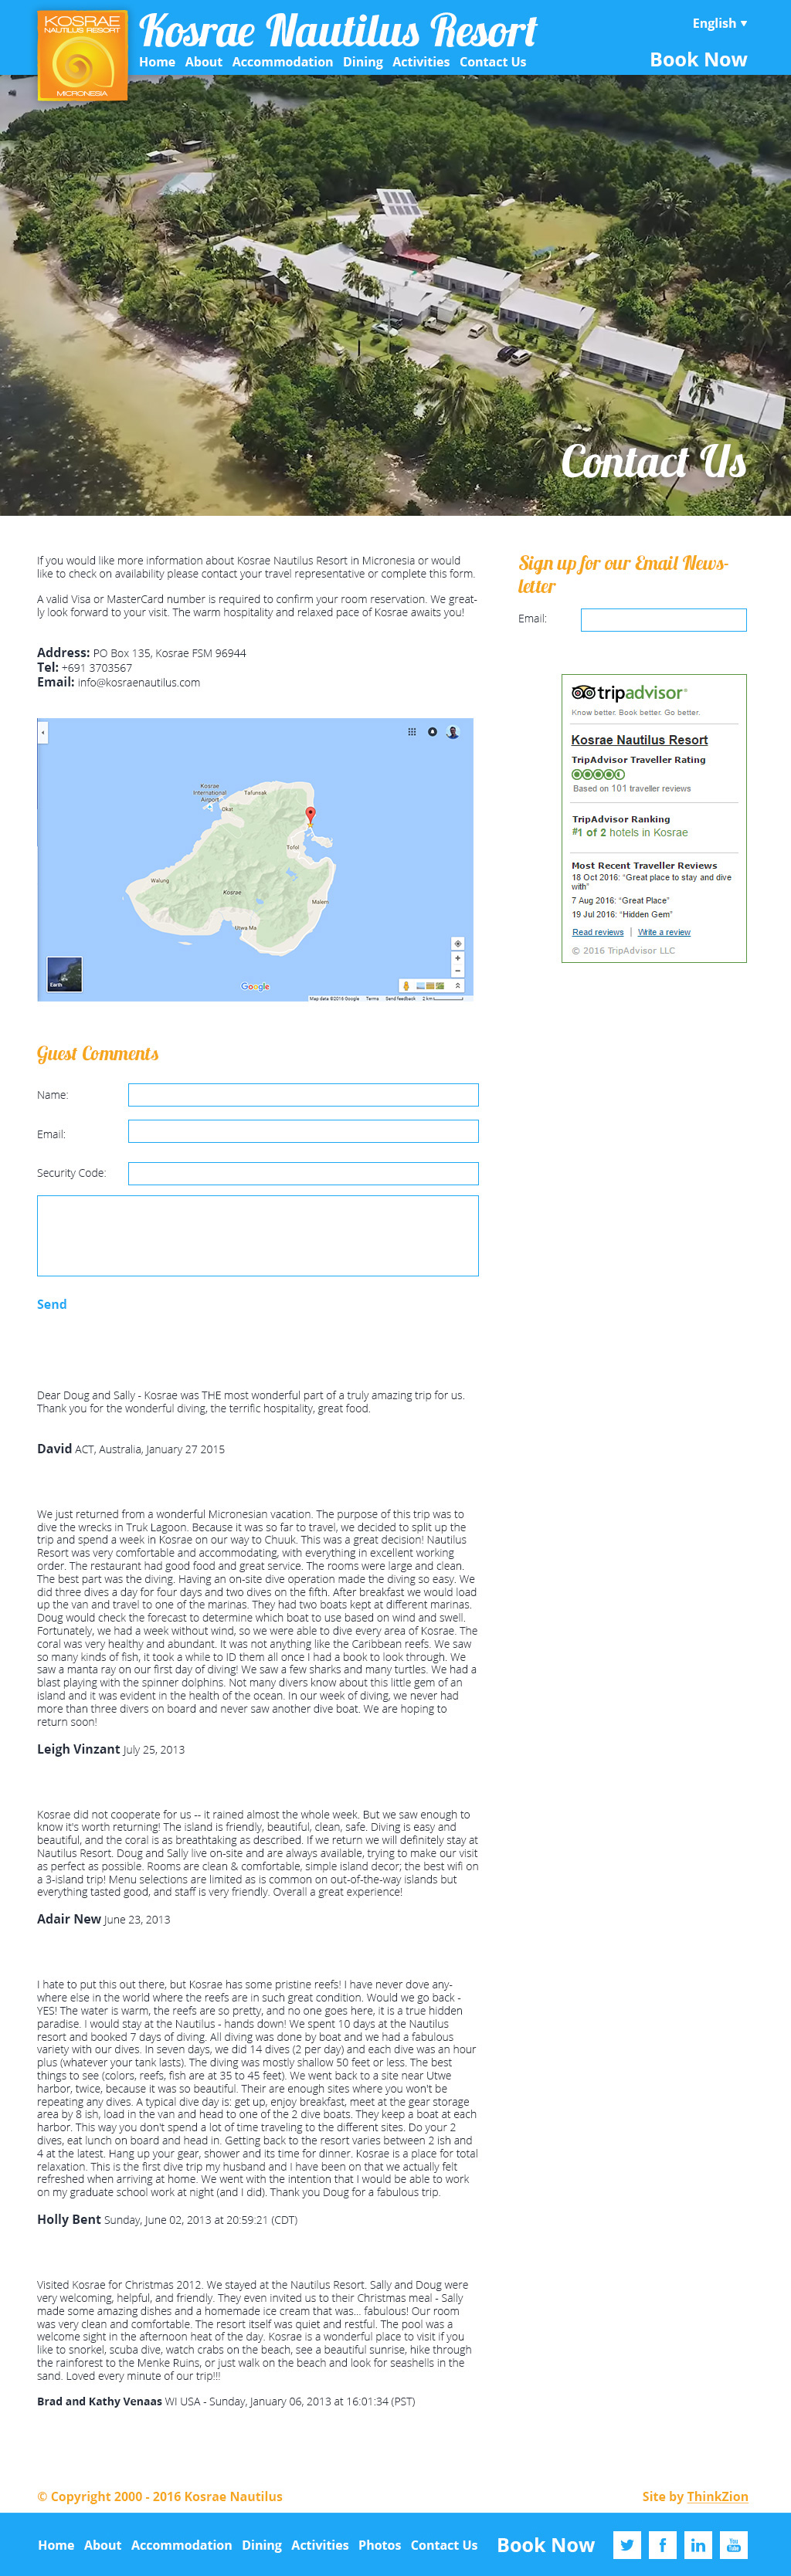 KOSRAE
NAUTILUS RESORT
MICRONESIA
Kosrae Nautilus Resort
Home About Accommodation Dining Activities Contact Us
English
Book Now
Contact Us
If you would like more information about Kosrae Nautilus Resort in Micronesia or would
like to check on availability please contact your travel representative or complete this form.
A valid Visa or MasterCard number is required to confirm your room reservation. We great-
ly look forward to your visit. The warm hospitality and relaxed pace of Kosrae awaits you!
Address: PO Box 135, Kosrae FSM 96944
Tel: +691 3703567
Email: info@kosraenautilus.com
Kosrae
International
Airport
Tafunsak
Okat
Tofol
Walung
Kosrae
Malem
Utwa Ma
Earth
Google
Map data ©2016 Google Terms Send feedback 2 km
Sign up for our Email News-
letter
Email:
tripadvisor®
Know better. Book better. Go better.
Kosrae Nautilus Resort
TripAdvisor Traveller Rating
Based on 101 traveller reviews
TripAdvisor Ranking
#1 of 2 hotels in Kosrae
Most Recent Traveller Reviews
18 Oct 2016: “Great place to stay and dive
with”
7 Aug 2016: “Great Place”
19 Jul 2016: “Hidden Gem”
Read reviews | Write a review
© 2016 TripAdvisor LLC
Guest Comments
Name:
Email:
Security Code:
Send
Dear Doug and Sally - Kosrae was THE most wonderful part of a truly amazing trip for us.
Thank you for the wonderful diving, the terrific hospitality, great food.
David ACT, Australia, January 27 2015
We just returned from a wonderful Micronesian vacation. The purpose of this trip was to
dive the wrecks in Truk Lagoon. Because it was so far to travel, we decided to split up the
trip and spend a week in Kosrae on our way to Chuuk. This was a great decision! Nautilus
Resort was very comfortable and accommodating, with everything in excellent working
order. The restaurant had good food and great service. The rooms were large and clean.
The best part was the diving. Having an on-site dive operation made the diving so easy. We
did three dives a day for four days and two dives on the fifth. After breakfast we would load
up the van and travel to one of the marinas. They had two boats kept at different marinas.
Doug would check the forecast to determine which boat to use based on wind and swell.
Fortunately, we had a week without wind, so we were able to dive every area of Kosrae. The
coral was very healthy and abundant. It was not anything like the Caribbean reefs. We saw
so many kinds of fish, it took a while to ID them all once I had a book to look through. We
saw a manta ray on our first day of diving! We saw a few sharks and many turtles. We had a
blast playing with the spinner dolphins. Not many divers know about this little gem of an
island and it was evident in the health of the ocean. In our week of diving, we never had
more than three divers on board and never saw another dive boat. We are hoping to
return soon!
Leigh Vinzant July 25, 2013
Kosrae did not cooperate for us -- it rained almost the whole week. But we saw enough to
know it's worth returning! The island is friendly, beautiful, clean, safe. Diving is easy and
beautiful, and the coral is as breathtaking as described. If we return we will definitely stay at
Nautilus Resort. Doug and Sally live on-site and are always available, trying to make our visit
as perfect as possible. Rooms are clean & comfortable, simple island decor; the best wifi on
a 3-island trip! Menu selections are limited as is common on out-of-the-way islands but
everything tasted good, and staff is very friendly. Overall a great experience!
Adair New June 23, 2013
I hate to put this out there, but Kosrae has some pristine reefs! I have never dove any-
where else in the world where the reefs are in such great condition. Would we go back -
YES! The water is warm, the reefs are so pretty, and no one goes here, it is a true hidden
paradise. I would stay at the Nautilus - hands down! We spent 10 days at the Nautilus
resort and booked 7 days of diving. All diving was done by boat and we had a fabulous
variety with our dives. In seven days, we did 14 dives (2 per day) and each dive was an hour
plus (whatever your tank lasts). The diving was mostly shallow 50 feet or less. The best
things to see (colors, reefs, fish are at 35 to 45 feet). We went back to a site near Utwe
harbor, twice, because it was so beautiful. Their are enough sites where you won't be
repeating any dives. A typical dive day is: get up, enjoy breakfast, meet at the gear storage
area by 8 ish, load in the van and head to one of the 2 dive boats. They keep a boat at each
harbor. This way you don't spend a lot of time traveling to the different sites. Do your 2
dives, eat lunch on board and head in. Getting back to the resort varies between 2 ish and
4 at the latest. Hang up your gear, shower and its time for dinner. Kosrae is a place for total
relaxation. This is the first dive trip my husband and I have been on that we actually felt
refreshed when arriving at home. We went with the intention that I would be able to work
on my graduate school work at night (and I did). Thank you Doug for a fabulous trip.
Holly Bent Sunday, June 02, 2013 at 20:59:21 (CDT)
Visited Kosrae for Christmas 2012. We stayed at the Nautilus Resort. Sally and Doug were
very welcoming, helpful, and friendly. They even invited us to their Christmas meal - Sally
made some amazing dishes and a homemade ice cream that was... fabulous! Our room
was very clean and comfortable. The resort itself was quiet and restful. The pool was a
welcome sight in the afternoon heat of the day. Kosrae is a wonderful place to visit if you
like to snorkel, scuba dive, watch crabs on the beach, see a beautiful sunrise, hike through
the rainforest to the Menke Ruins, or just walk on the beach and look for seashells in the
sand. Loved every minute of our trip!!!
Brad and Kathy Venaas WI USA - Sunday, January 06, 2013 at 16:01:34 (PST)
© Copyright 2000 - 2016 Kosrae Nautilus
Site by ThinkZion
Home About Accommodation Dining Activities Photos Contact Us
Book Now
You
Tube